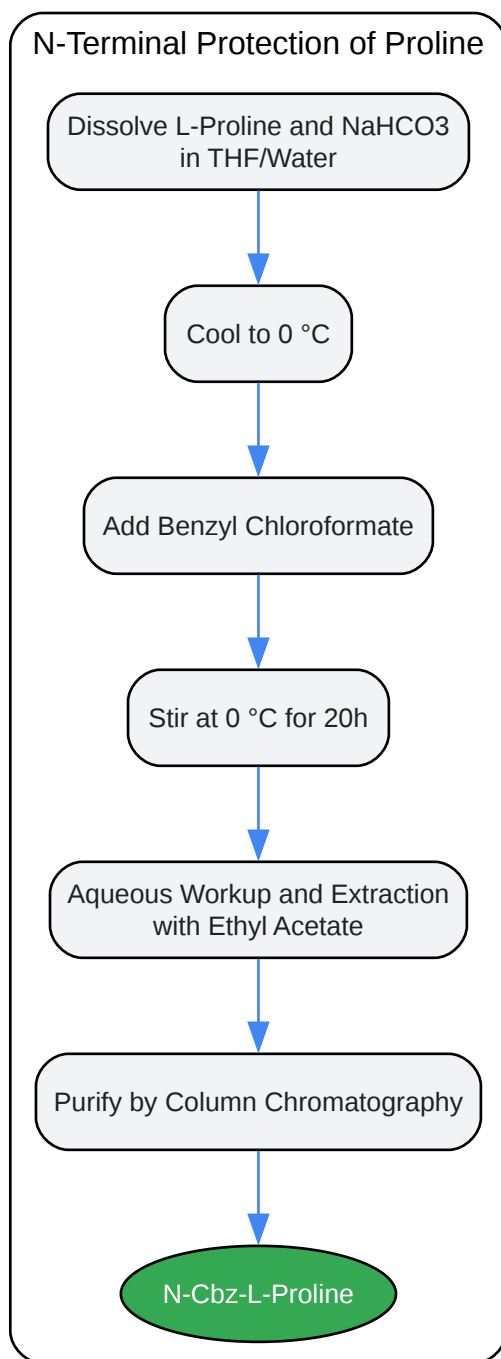 N-Terminal Protection of Proline
Dissolve L-Proline and NaHCO3
in THF/Water
Cool to 0 °C
Add Benzyl Chloroformate
Stir at 0 °C for 20h
Aqueous Workup and Extraction
with Ethyl Acetate
Purify by Column Chromatography
N-Cbz-L-Proline